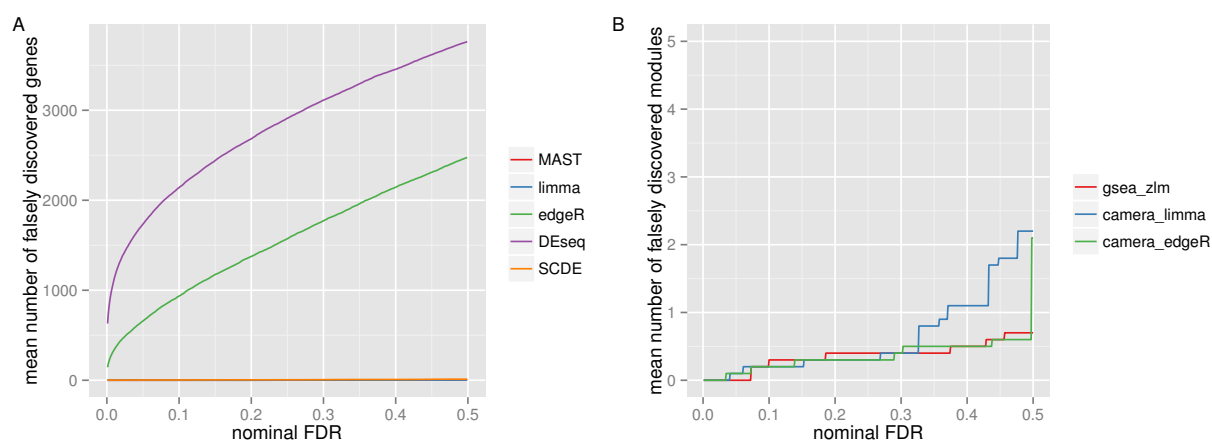 A
mean number of falsely discovered genes
3000
2000
1000
0
0.0 0.1 0.2 0.3 0.4 0.5
nominal FDR
MAST
limma
edgeR
DEseq
SCDE
B
mean number of falsely discovered modules
5
4
3
2
1
0
0.0 0.1 0.2 0.3 0.4 0.5
nominal FDR
gsea_zlm
camera_limma
camera_edgeR